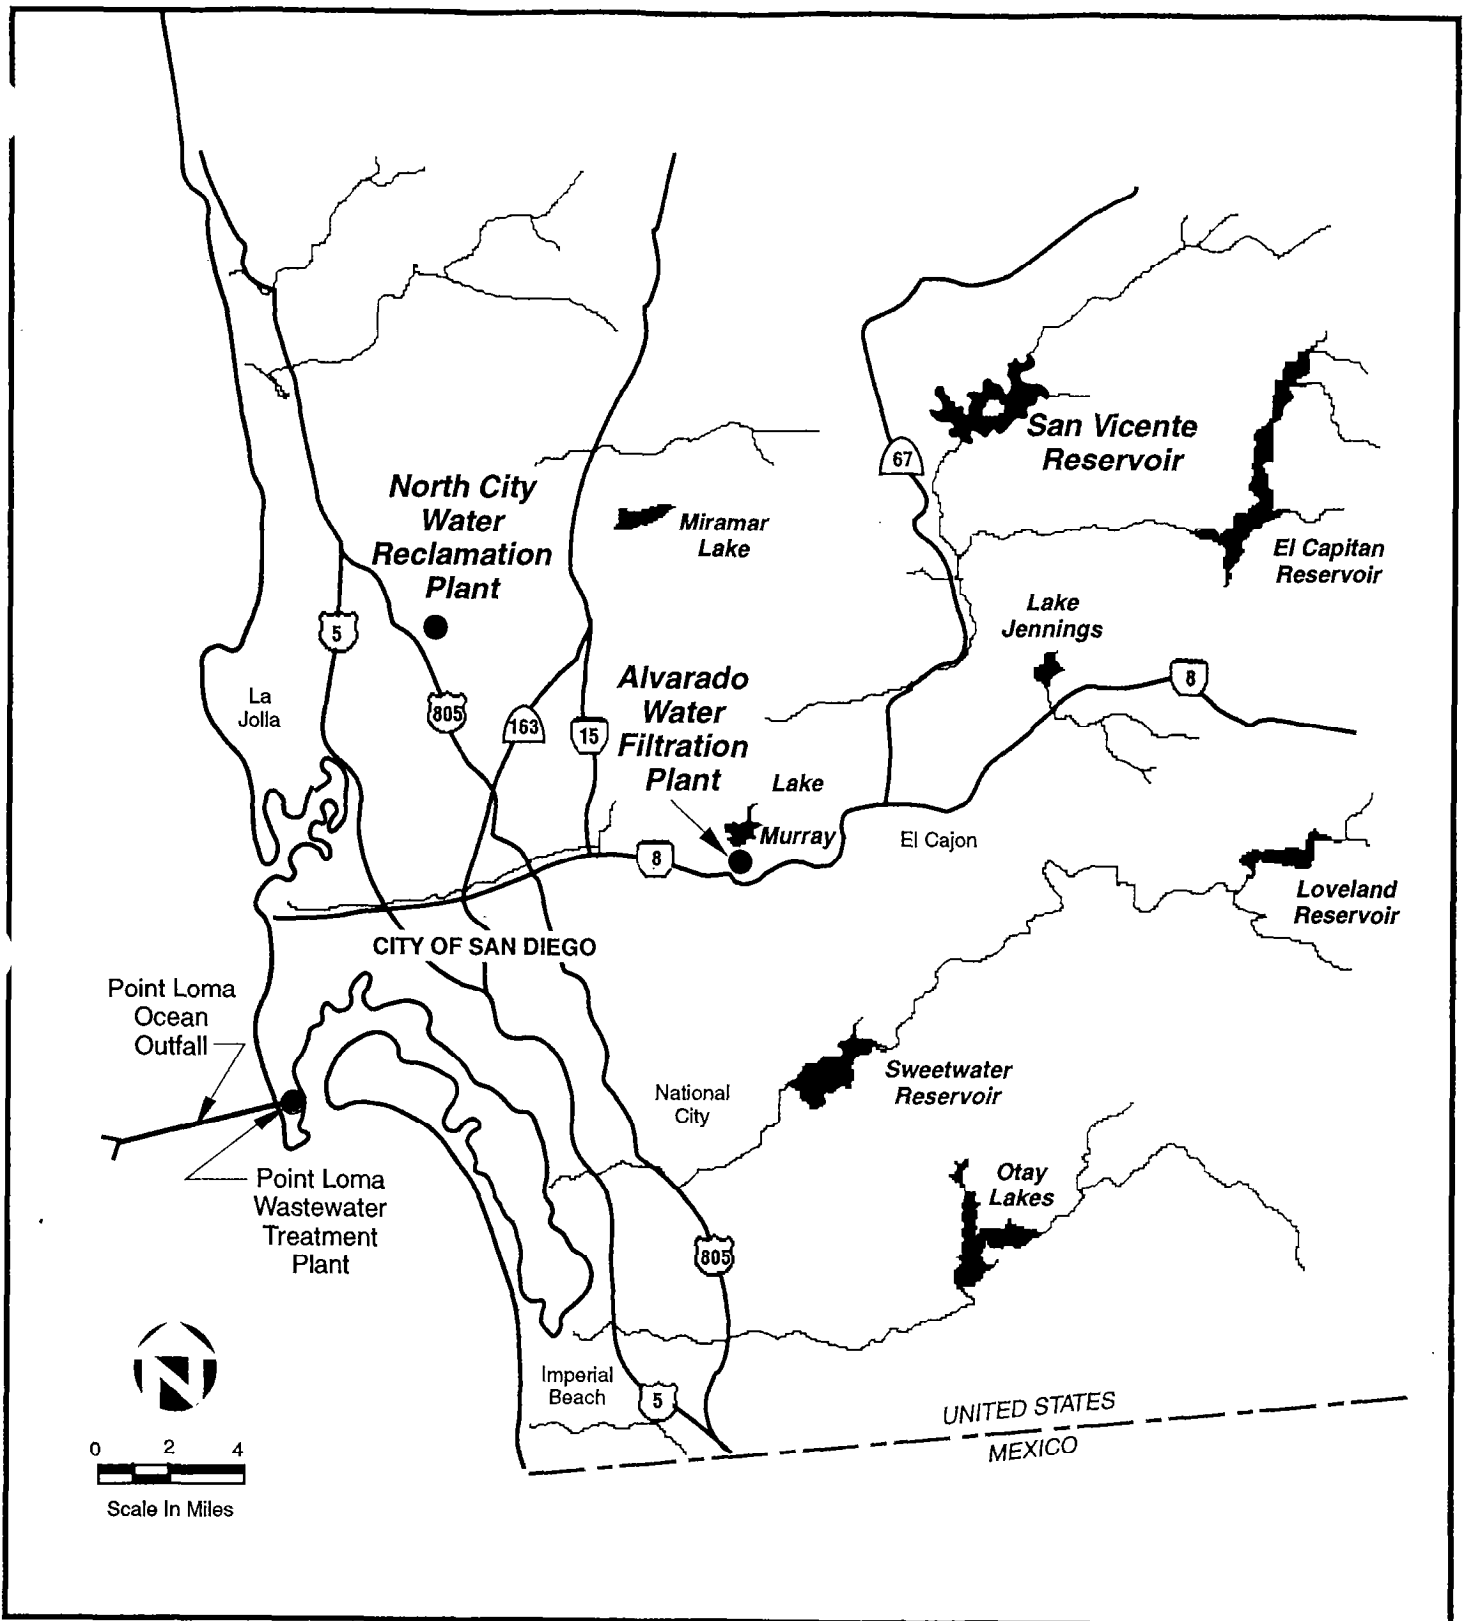 San Vicente
Reservoir
67
North City
Water
Reclamation
Plant
Miramar
Lake
El Capitan
Reservoir
Lake
Jennings
5
8
La
Jolla
805
163
15
Alvarado
Water
Filtration
Plant
Lake
Murray
8
El Cajon
Loveland
Reservoir
CITY OF SAN DIEGO
Point Loma
Ocean
Outfall
Sweetwater
Reservoir
National
City
Point Loma
Wastewater
Treatment
Plant
Otay
Lakes
805
N
Imperial
Beach
5
UNITED STATES
MEXICO
0 2 4
Scale In Miles